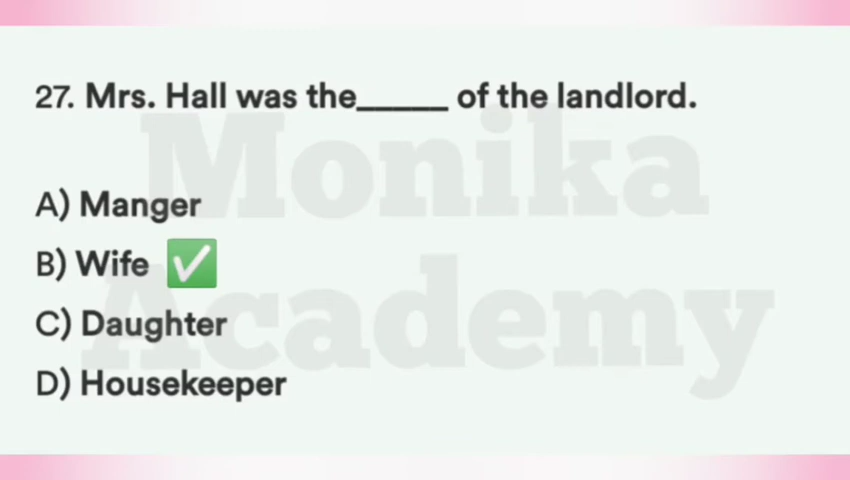 27. Mrs. Hall was the_____ of the landlord.
A) Manger
B) Wife ✅
C) Daughter
D) Housekeeper
Monika
Academy